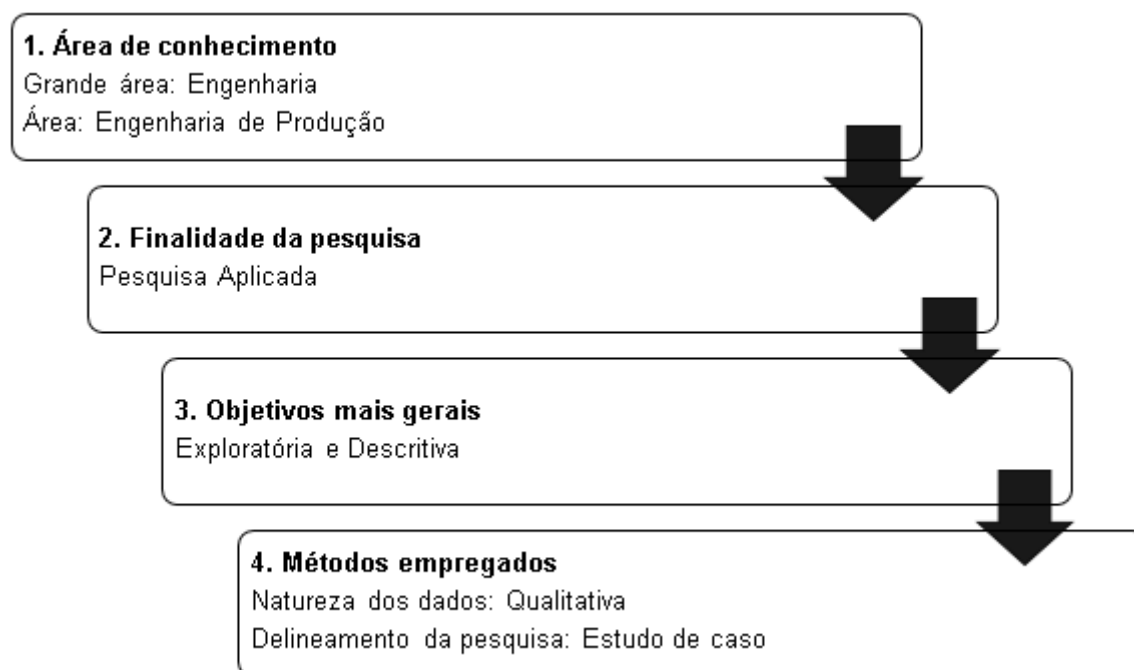 1. Área de conhecimento
Grande área: Engenharia
Área: Engenharia de Produção
2. Finalidade da pesquisa
Pesquisa Aplicada
3. Objetivos mais gerais
Exploratória e Descritiva
4. Métodos empregados
Natureza dos dados: Qualitativa
Delineamento da pesquisa: Estudo de caso